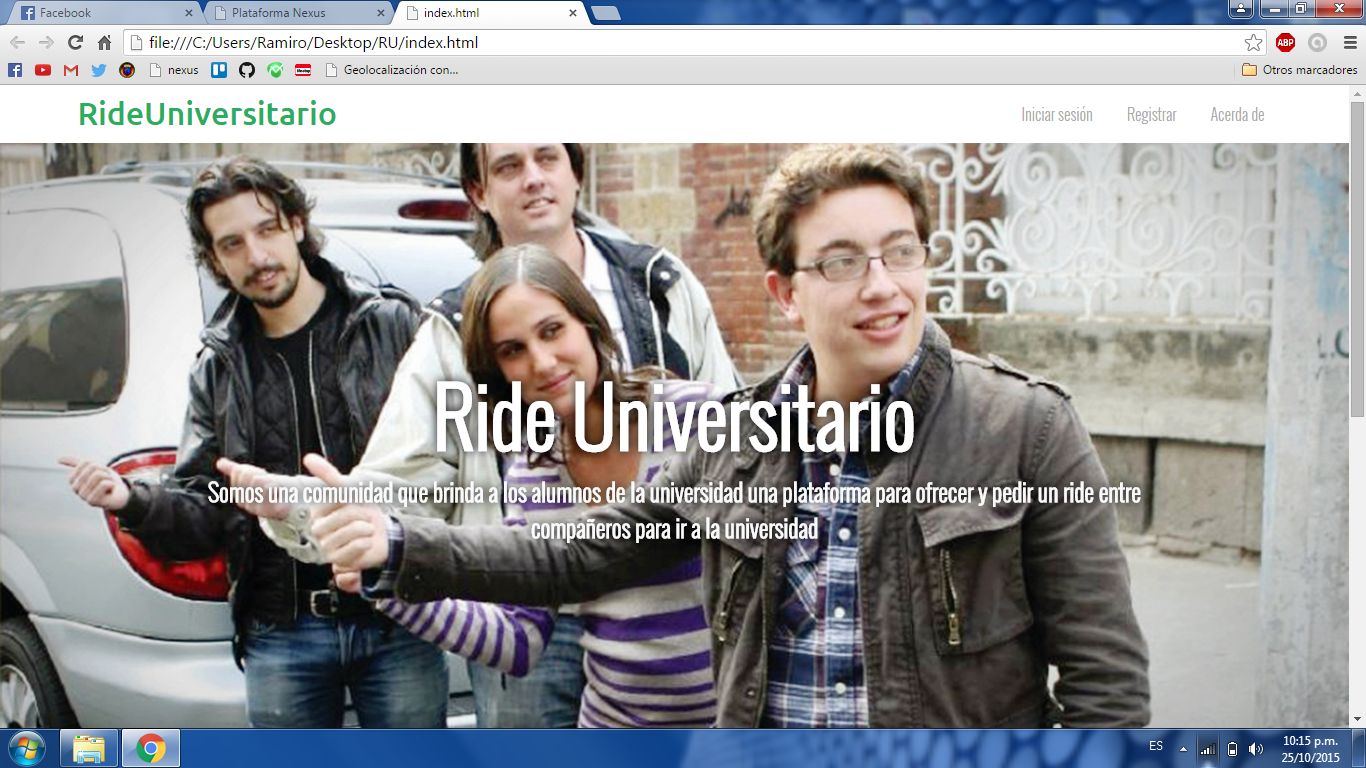 Facebook
Plataforma Nexus
index.html
file:///C:/Users/Ramiro/Desktop/RU/index.html
ABP
nexus
Geolocalización con...
Otros marcadores
RideUniversitario
Iniciar sesión
Registrar
Acerda de
Ride Universitario
Somos una comunidad que brinda a los alumnos de la universidad una plataforma para ofrecer y pedir un ride entre
compañeros para ir a la universidad
ES
10:15 p.m.
25/10/2015